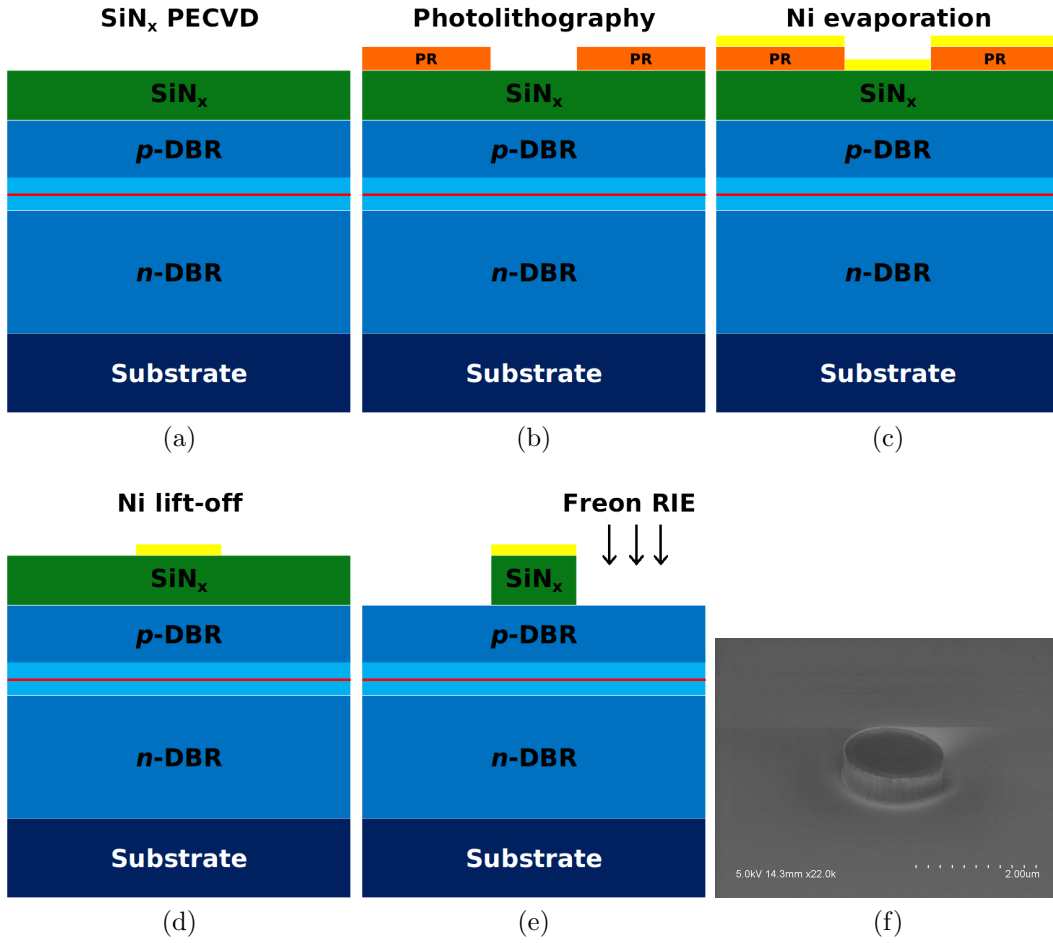 SiNₓ PECVD
Photolithography
Ni evaporation
PR
PR
PR
PR
SiNₓ
SiNₓ
SiNₓ
p-DBR
p-DBR
p-DBR
n-DBR
n-DBR
n-DBR
Substrate
Substrate
Substrate
(a)
(b)
(c)
Ni lift-off
Freon RIE
SiNₓ
SiNₓ
p-DBR
p-DBR
n-DBR
n-DBR
Substrate
Substrate
5.0kV 14.3mm x22.0k
2.00um
(d)
(e)
(f)